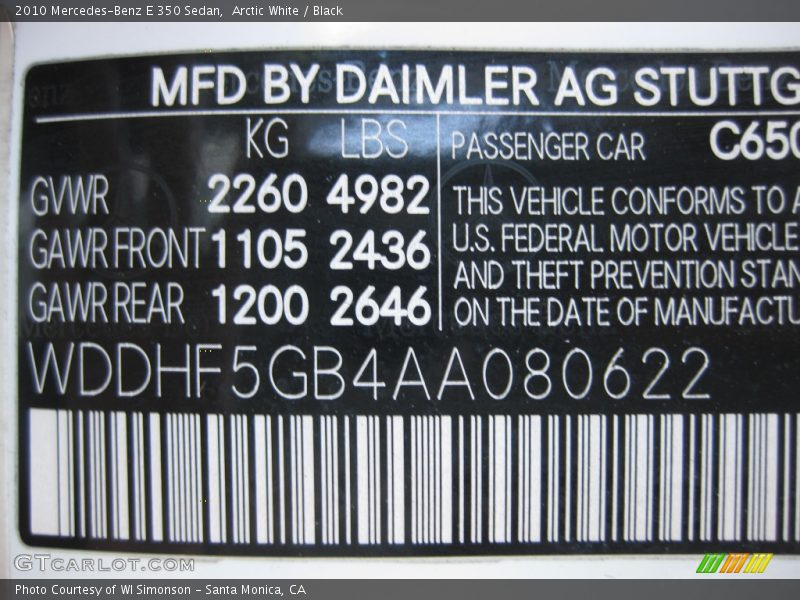 2010 Mercedes-Benz E 350 Sedan,  Arctic White / Black
MFD BY DAIMLER AG STUTTG
KG LBS PASSENGER CAR C650
GVWR 2260 4982
GAWR FRONT 1105 2436
GAWR REAR 1200 2646
THIS VEHICLE CONFORMS TO A
U.S. FEDERAL MOTOR VEHICLE
AND THEFT PREVENTION STAN
ON THE DATE OF MANUFACTU
WDDHF5GB4AA080622
GTcarlot.com
Photo Courtesy of WI Simonson - Santa Monica, CA